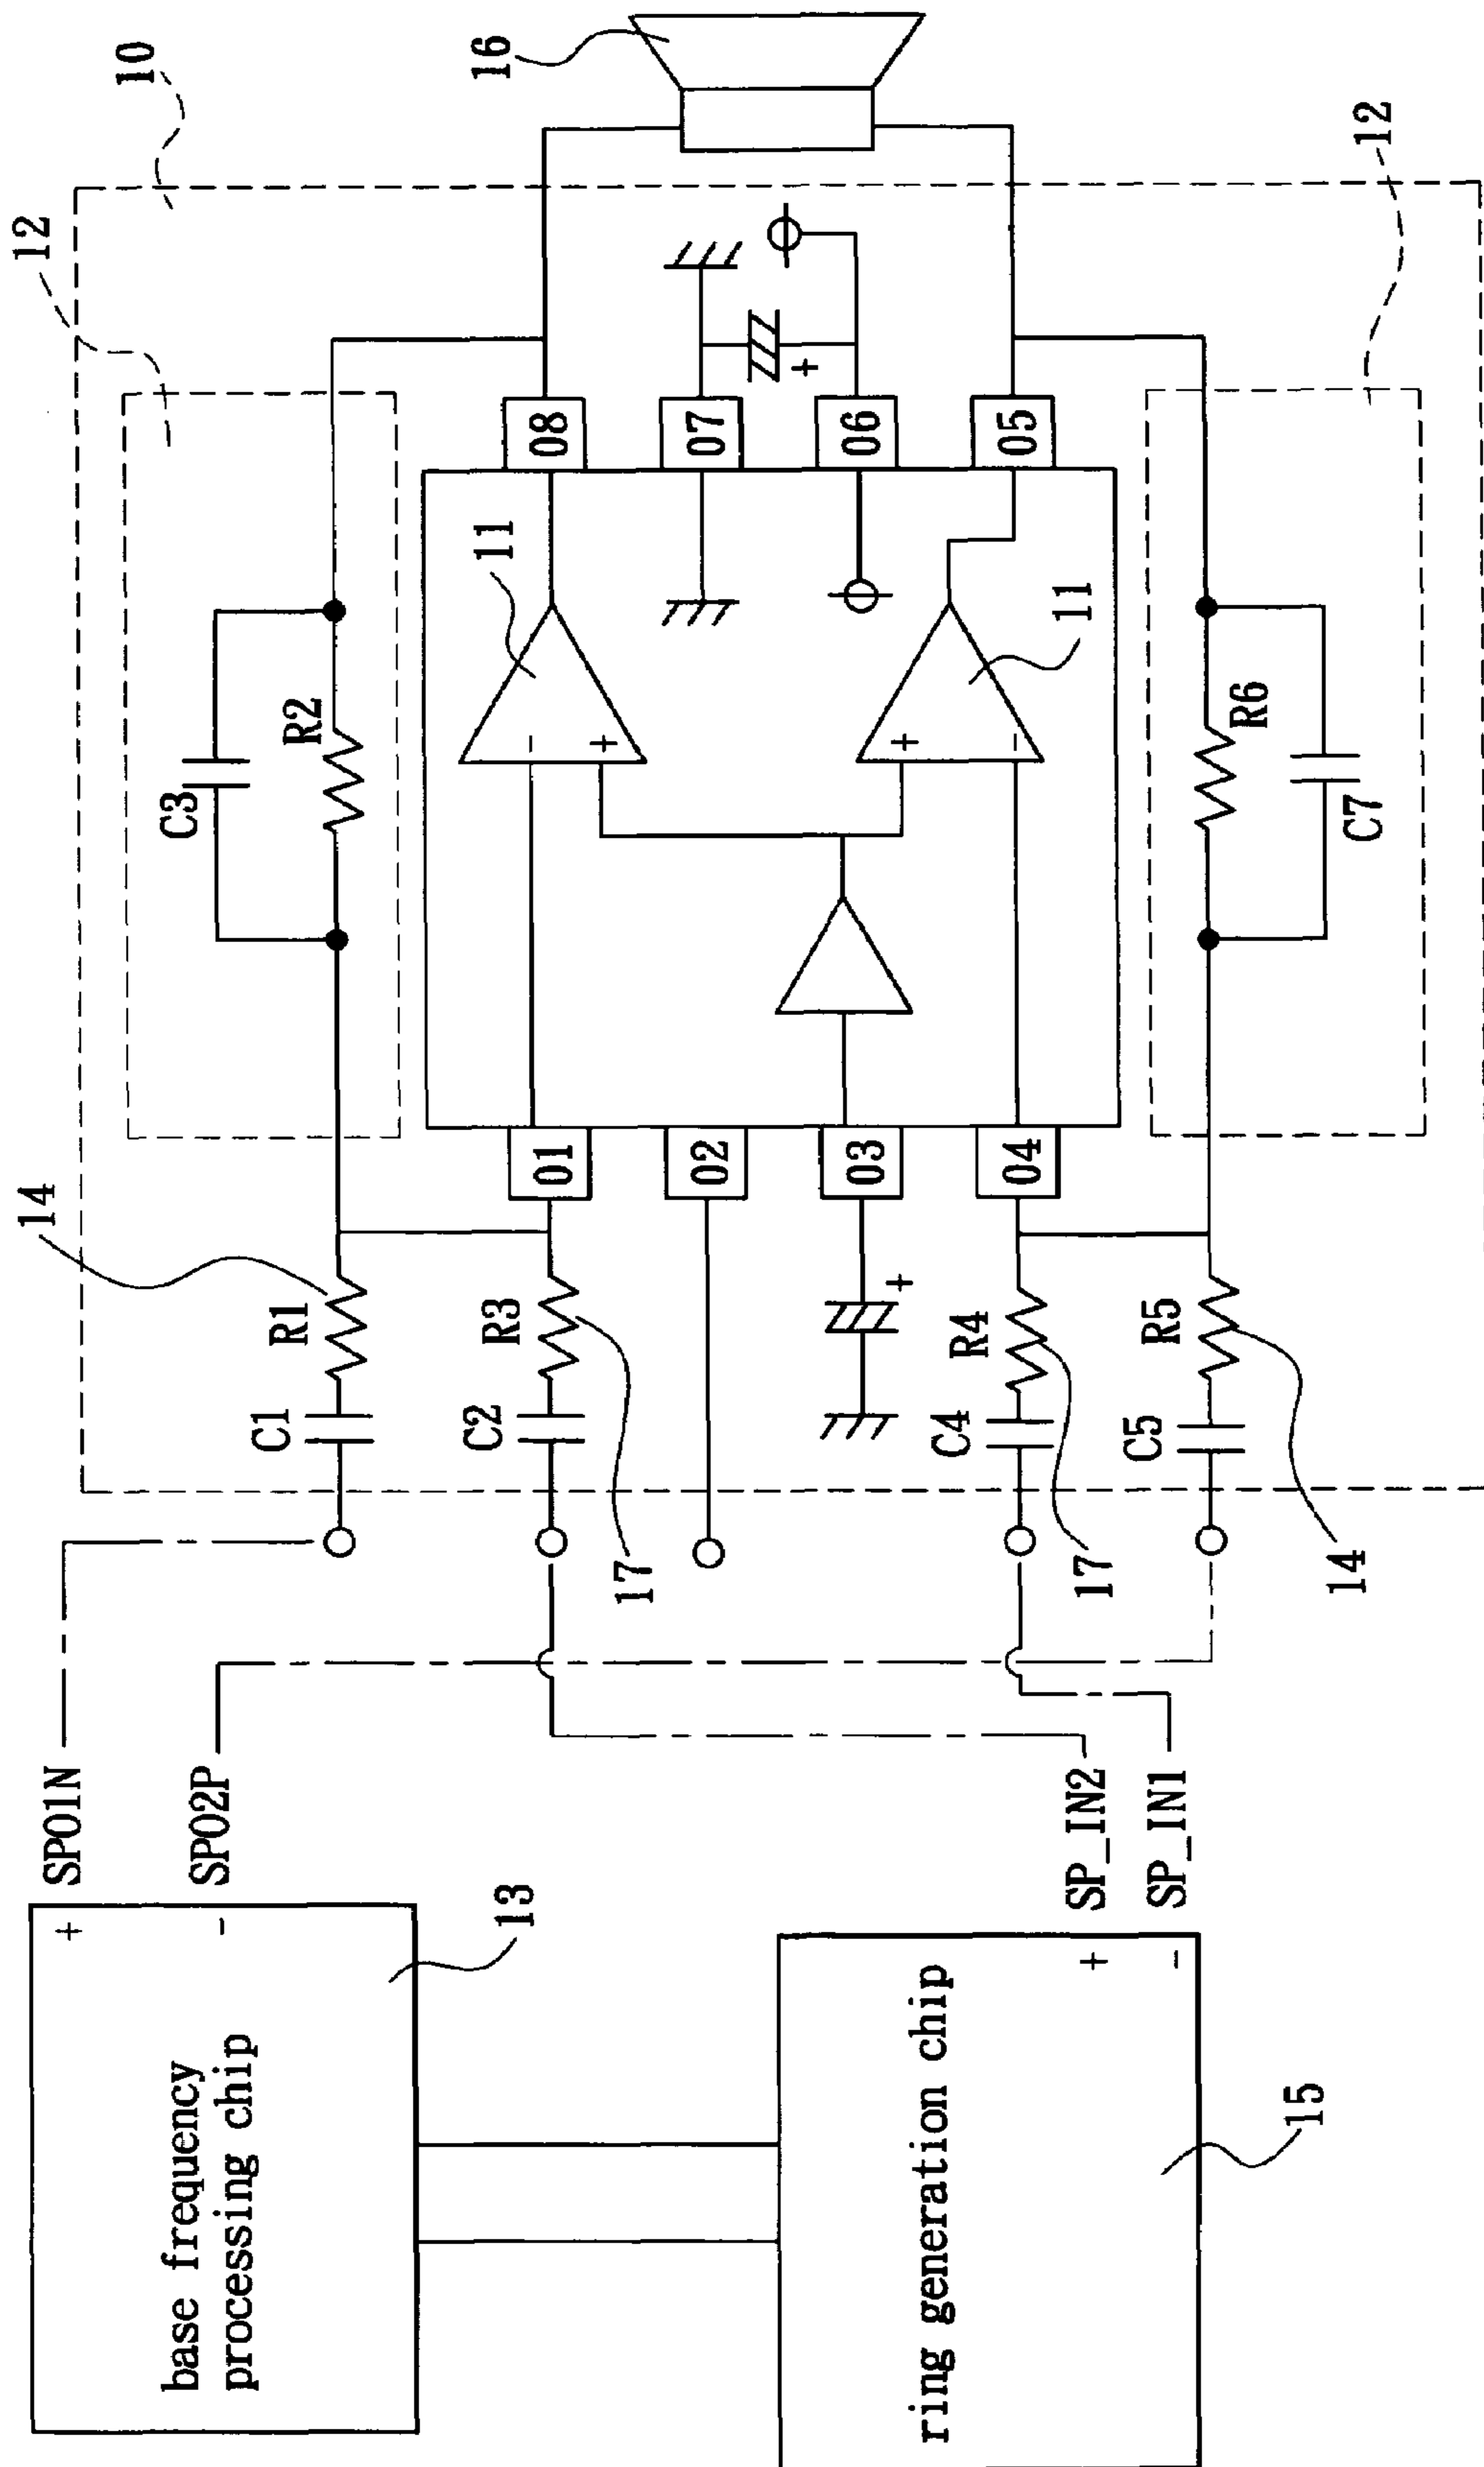 10
12
16
C3
R2
08
07
06
05
11
11
-
+
+
-
+
12
R6
C7
14
C1
R1
C2
R3
17
01
02
03
04
+
C4
R4
17
C5
R5
14
SPO1N
SPO2P
SP_IN2
SP_IN1
+
-
base frequency
processing chip
13
+
-
ring generation chip
15